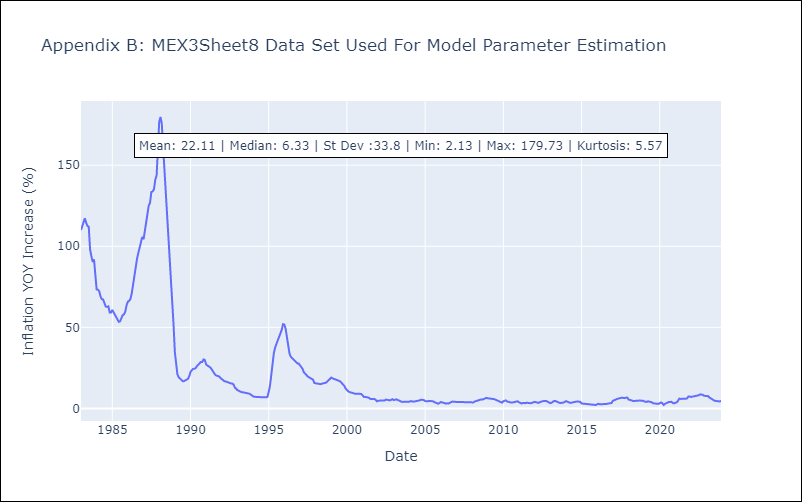 Appendix B: MEX3Sheet8 Data Set Used For Model Parameter Estimation
Mean: 22.11 | Median: 6.33 | St Dev :33.8 | Min: 2.13 | Max: 179.73 | Kurtosis: 5.57
Inflation YOY Increase (%)
150
100
50
0
1985 1990 1995 2000 2005 2010 2015 2020
Date